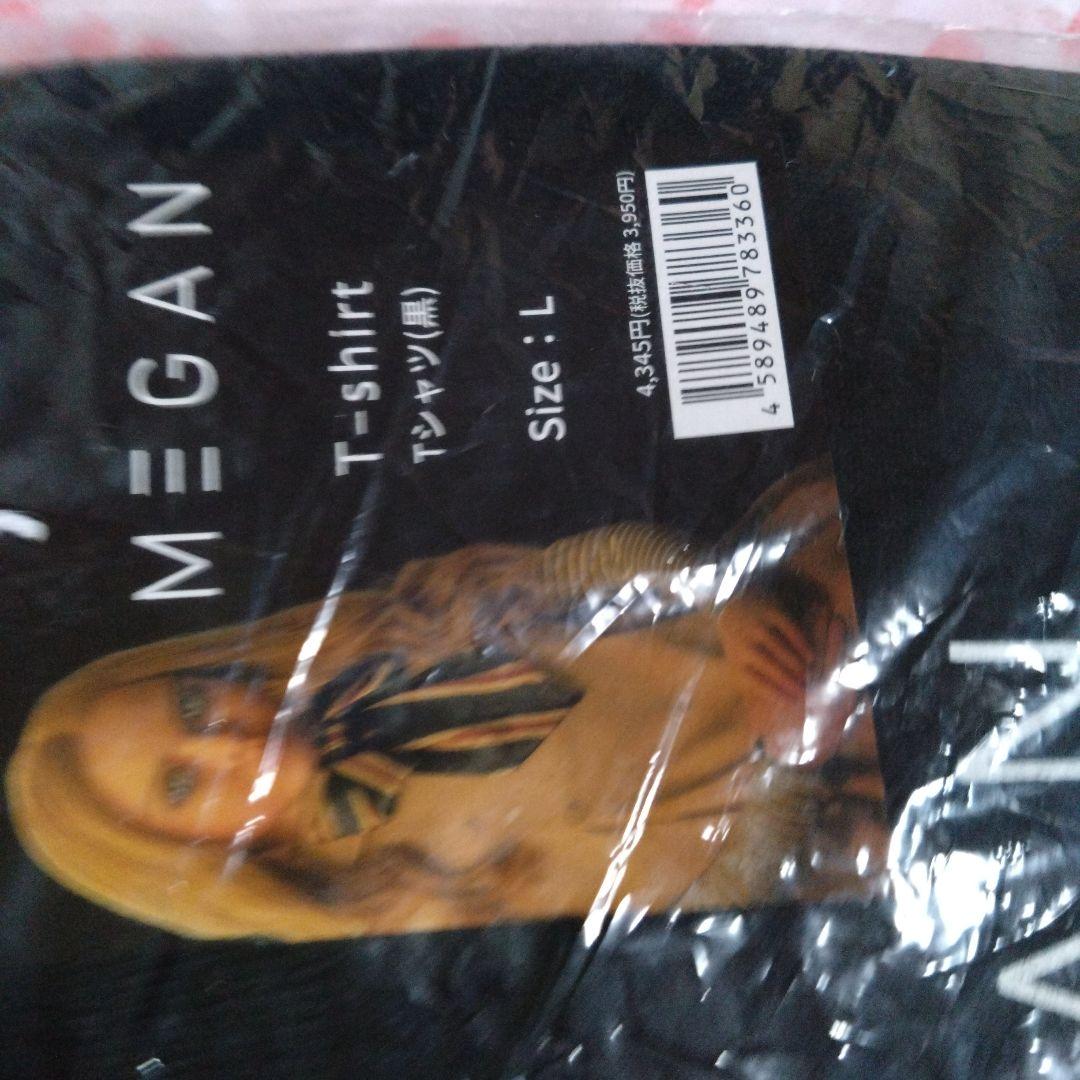 MEGAN
T-shirt
Tシャツ(黒)
Size:L
4,345円(税抜価格 3,950円)
4 589489 783360